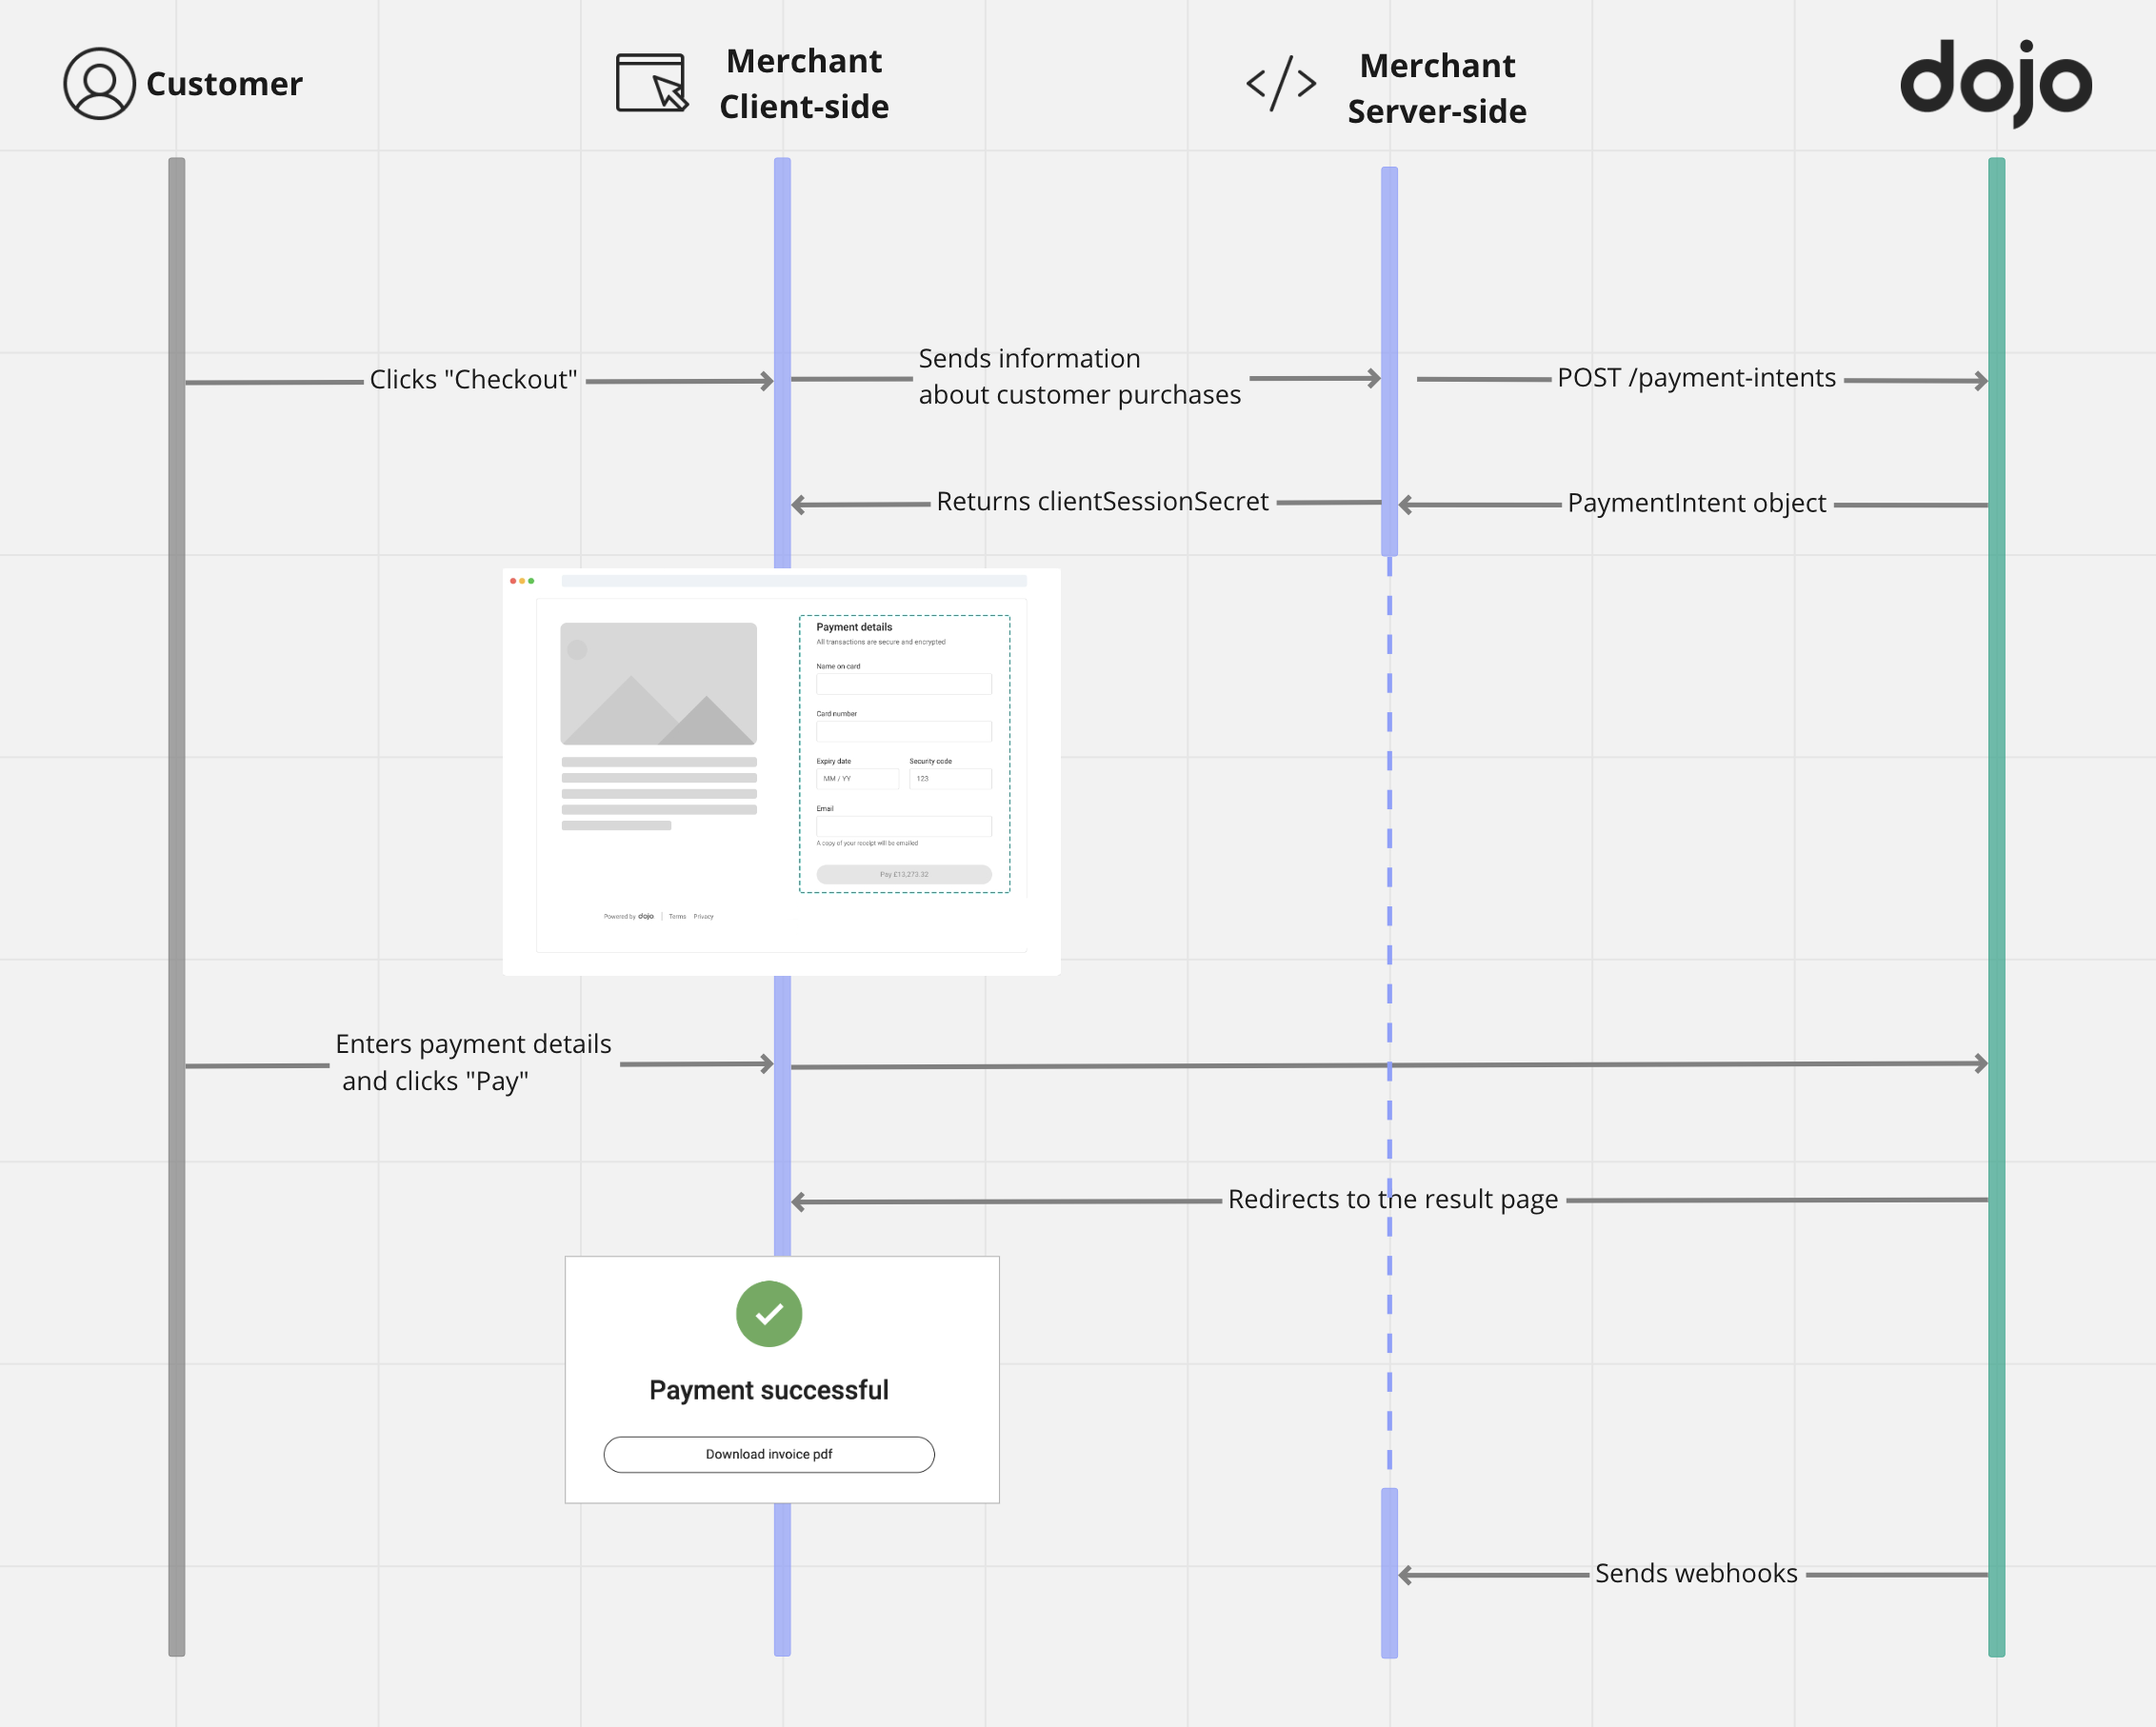 Customer
Merchant
Client-side
Merchant
Server-side
dojo
Clicks "Checkout"
Sends information
about customer purchases
POST /payment-intents
Returns clientSessionSecret
PaymentIntent object
Payment details
All transactions are secure and encrypted
Name on card
Card number
Expiry date
Security code
MM / YY
123
Email
A copy of your receipt will be emailed
Pay £13,273.32
Powered by dojo | Terms Privacy
Enters payment details
and clicks "Pay"
Redirects to the result page
Payment successful
Download invoice pdf
Sends webhooks